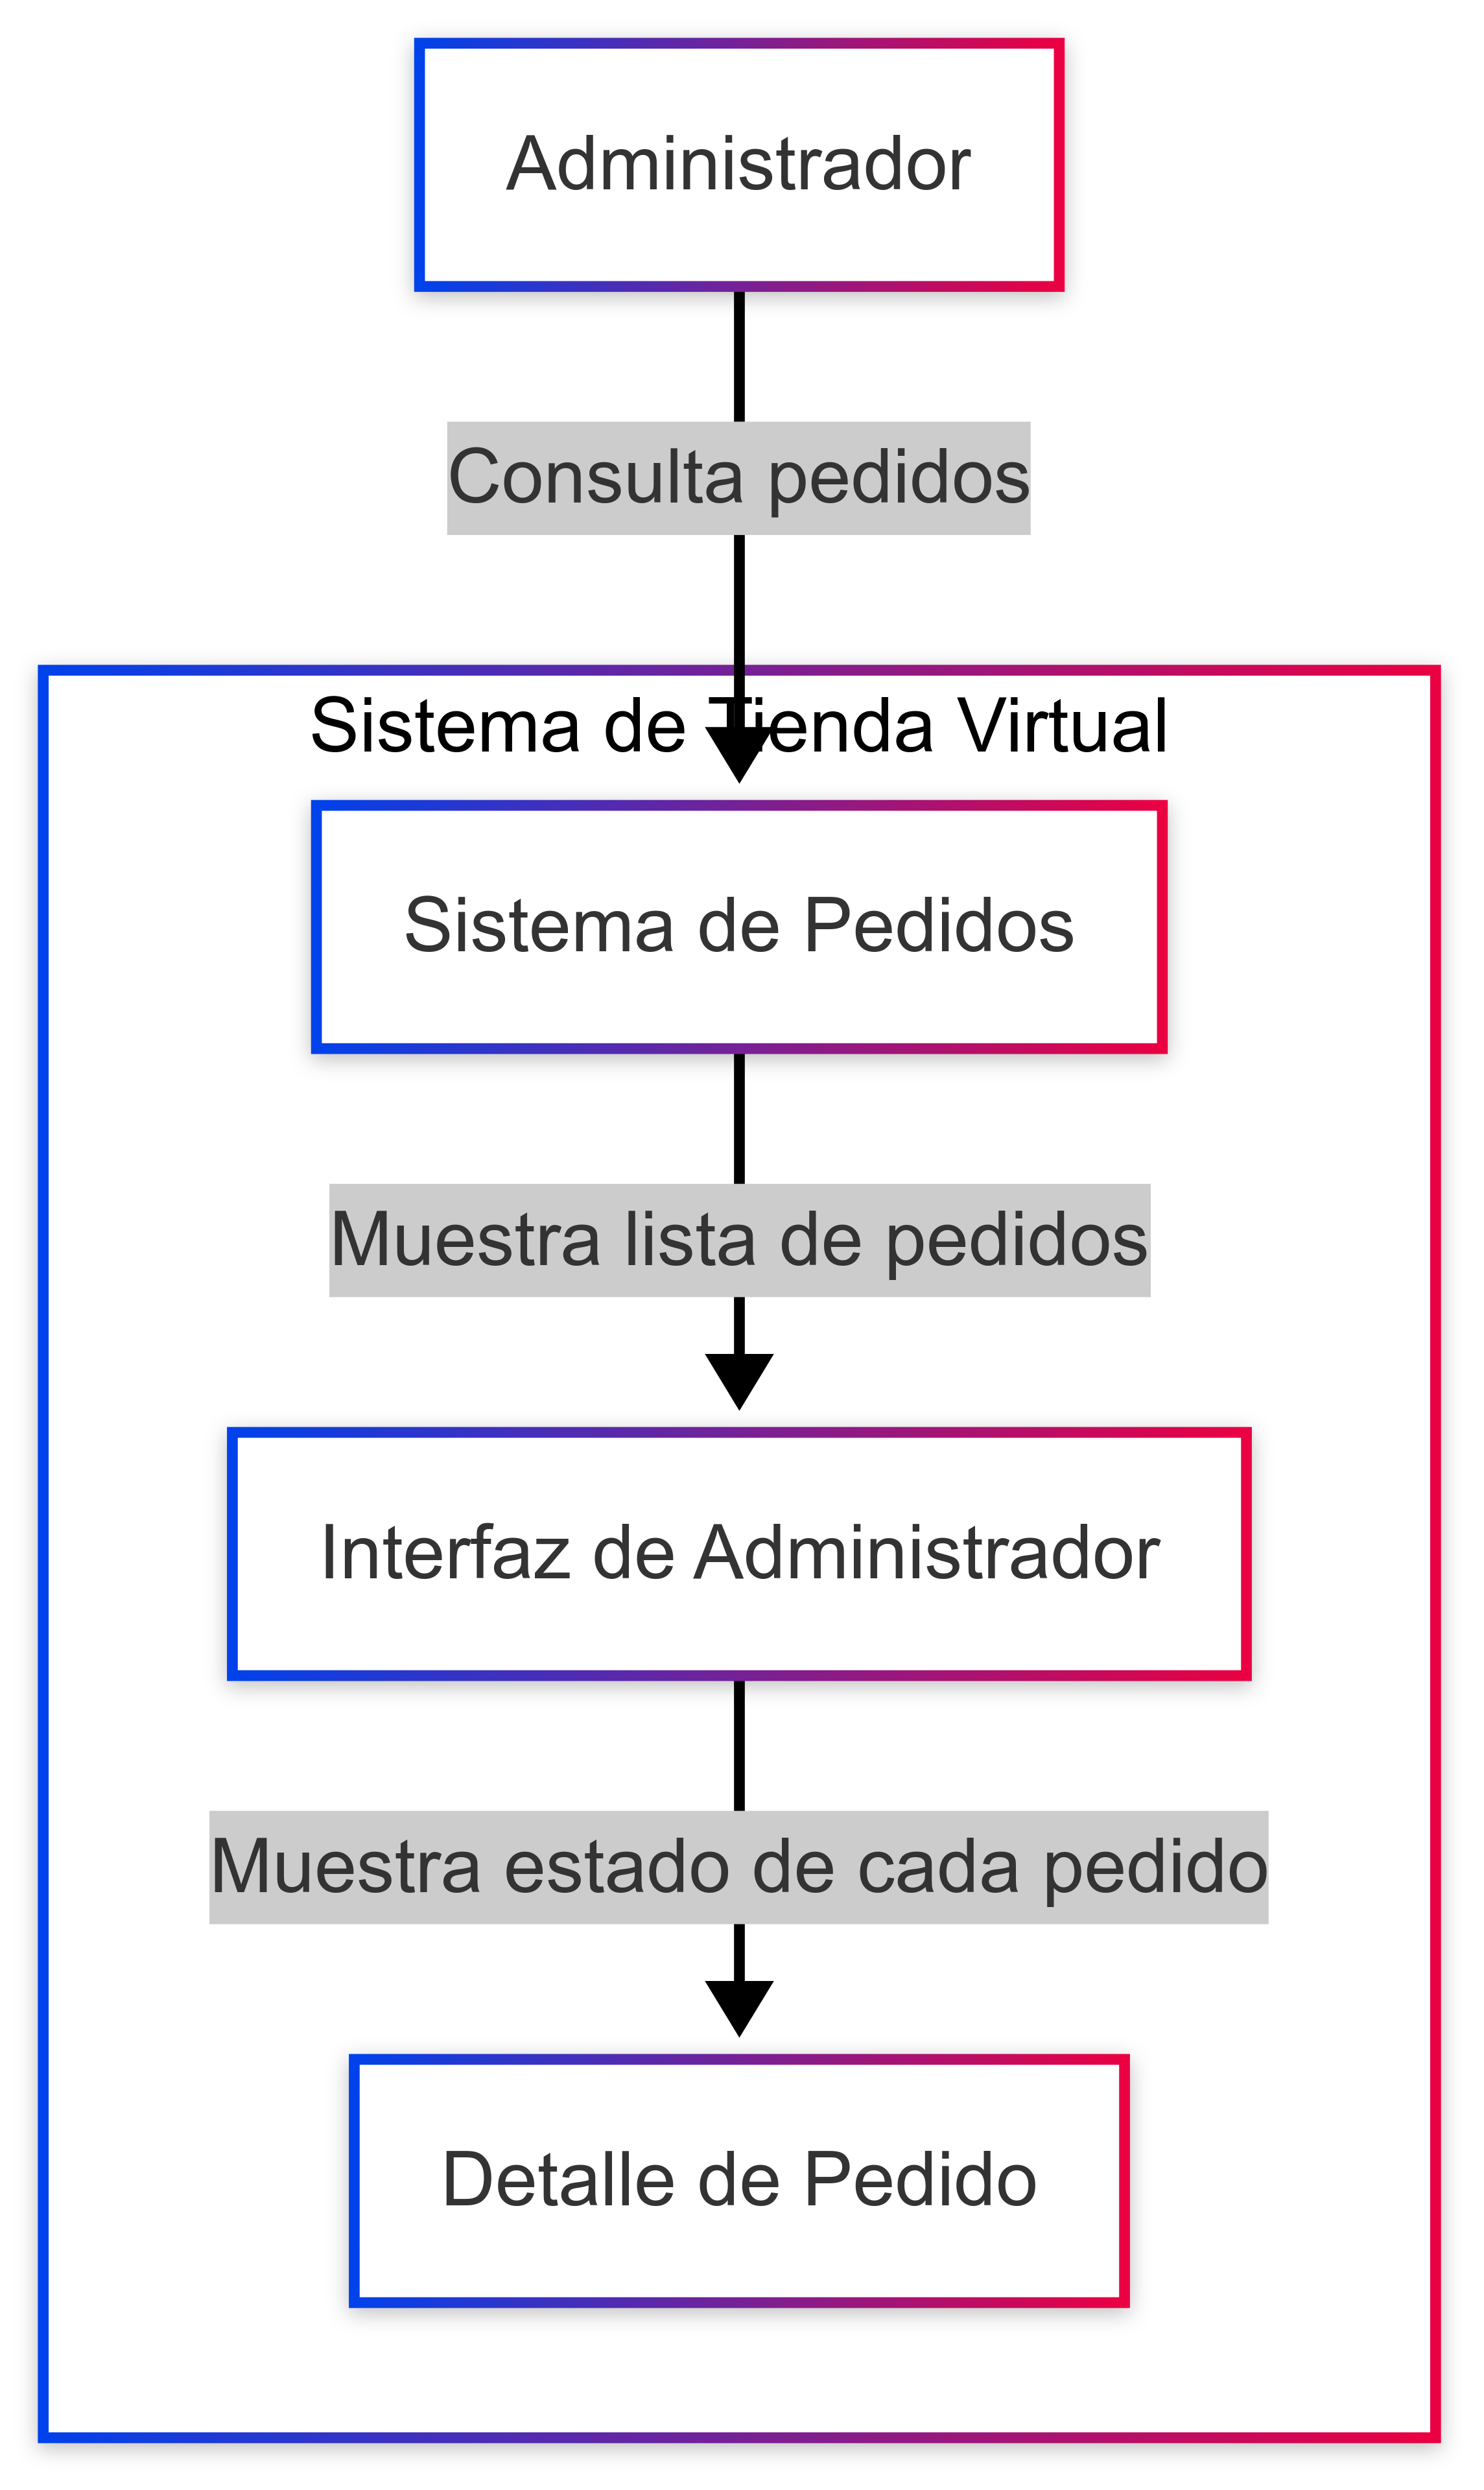 Administrador
Consulta pedidos
Sistema de Tienda Virtual
Sistema de Pedidos
Muestra lista de pedidos
Interfaz de Administrador
Muestra estado de cada pedido
Detalle de Pedido